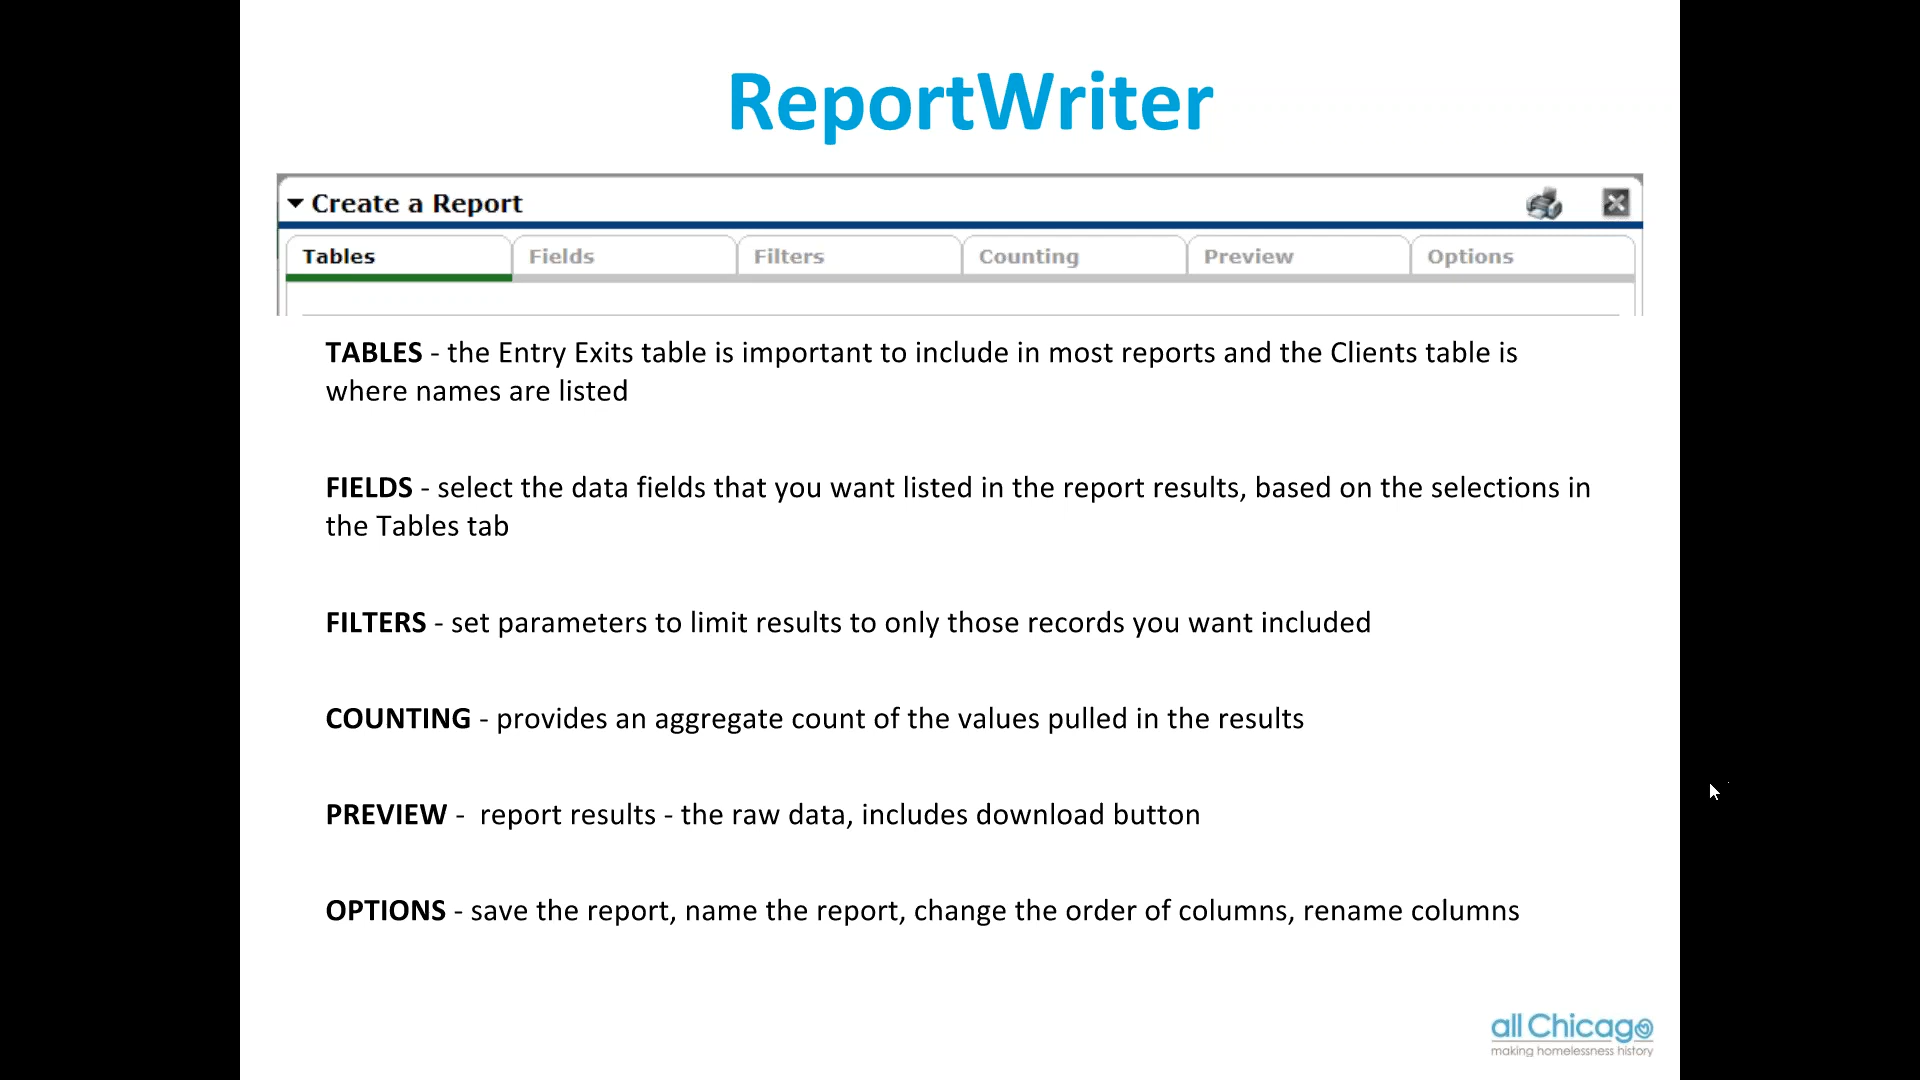 ReportWriter
Create a Report
Tables Fields Filters Counting Preview Options
TABLES - the Entry Exits table is important to include in most reports and the Clients table is
where names are listed
FIELDS - select the data fields that you want listed in the report results, based on the selections in
the Tables tab
FILTERS - set parameters to limit results to only those records you want included
COUNTING - provides an aggregate count of the values pulled in the results
PREVIEW -  report results - the raw data, includes download button
OPTIONS - save the report, name the report, change the order of columns, rename columns
all Chicago
making homelessness history